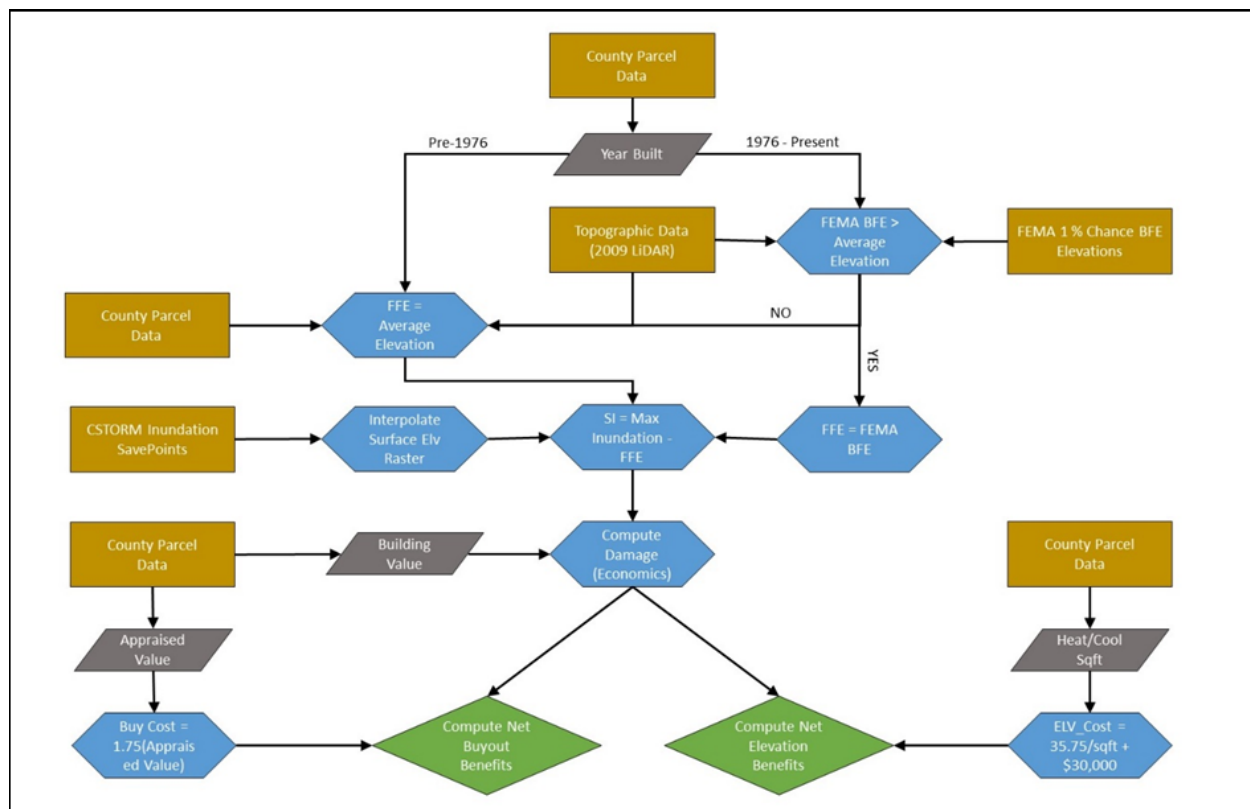 County Parcel
Data
Pre-1976
Year Built
1976 - Present
Topographic Data
(2009 LiDAR)
FEMA BFE >
Average
Elevation
FEMA 1 % Chance BFE
Elevations
County Parcel
Data
FFE =
Average
Elevation
NO
YES
CSTORM Inundation
SavePoints
Interpolate
Surface Elv
Raster
SI = Max
Inundation -
FFE
FFE = FEMA
BFE
County Parcel
Data
Building
Value
Compute
Damage
(Economics)
County Parcel
Data
Appraised
Value
Heat/Cool
Sqft
Buy Cost =
1.75(Apprais
ed Value)
Compute Net
Buyout
Benefits
Compute Net
Elevation
Benefits
ELV_Cost =
35.75/sqft +
$30,000